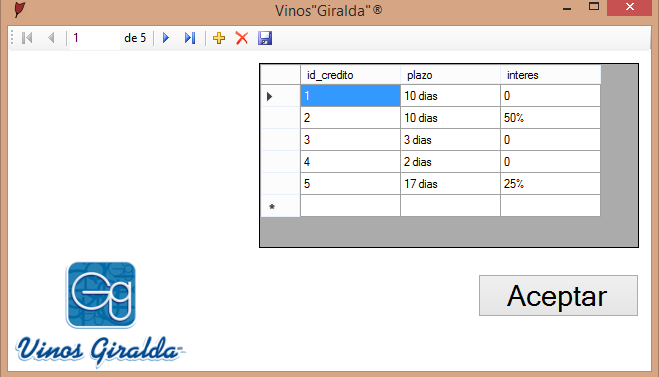 Vinos"Giralda"®
1 de 5
id_credito plazo interes
1 10 dias 0
2 10 dias 50%
3 3 dias 0
4 2 dias 0
5 17 dias 25%
*
Gg
Vinos Giralda
Aceptar